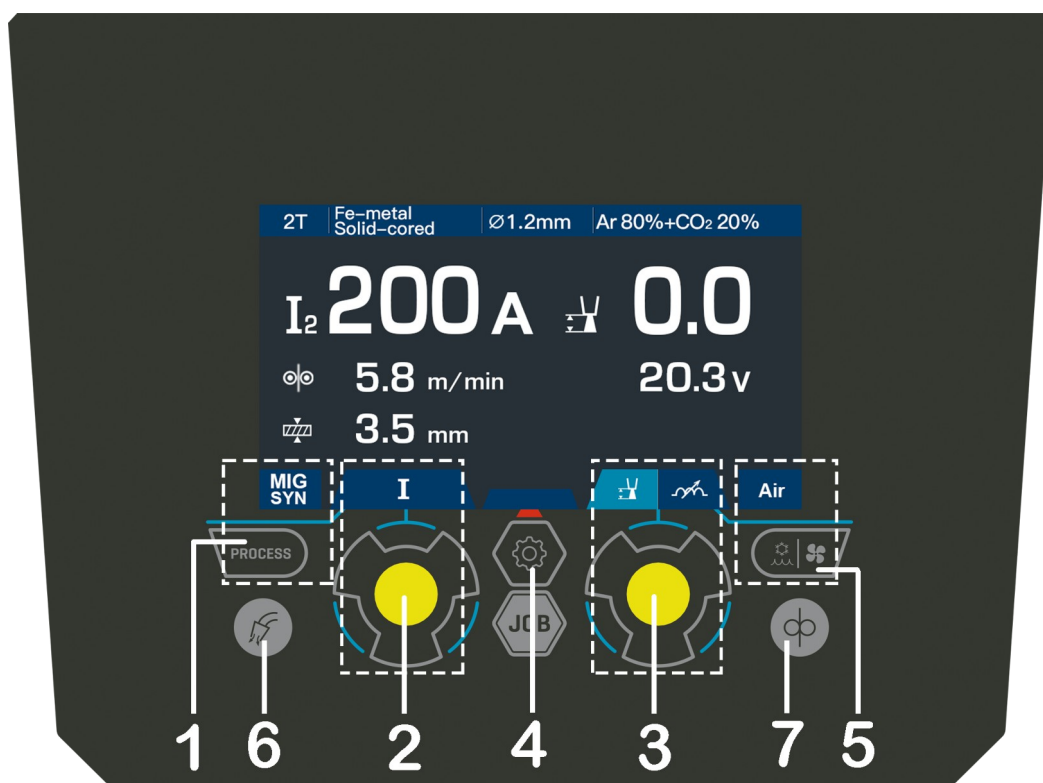 2T
Fe-metal
Solid-cored
Ø1.2mm
Ar 80%+CO₂ 20%
I₂ 200 A
0.0
5.8 m/min
20.3 V
3.5 mm
MIG
SYN
I
Air
PROCESS
JOB
1
6
2
4
3
7
5